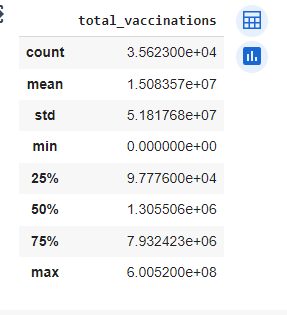 total_vaccinations
count 3.562300e+04
mean 1.508357e+07
std 5.181768e+07
min 0.000000e+00
25% 9.777600e+04
50% 1.305506e+06
75% 7.932423e+06
max 6.005200e+08